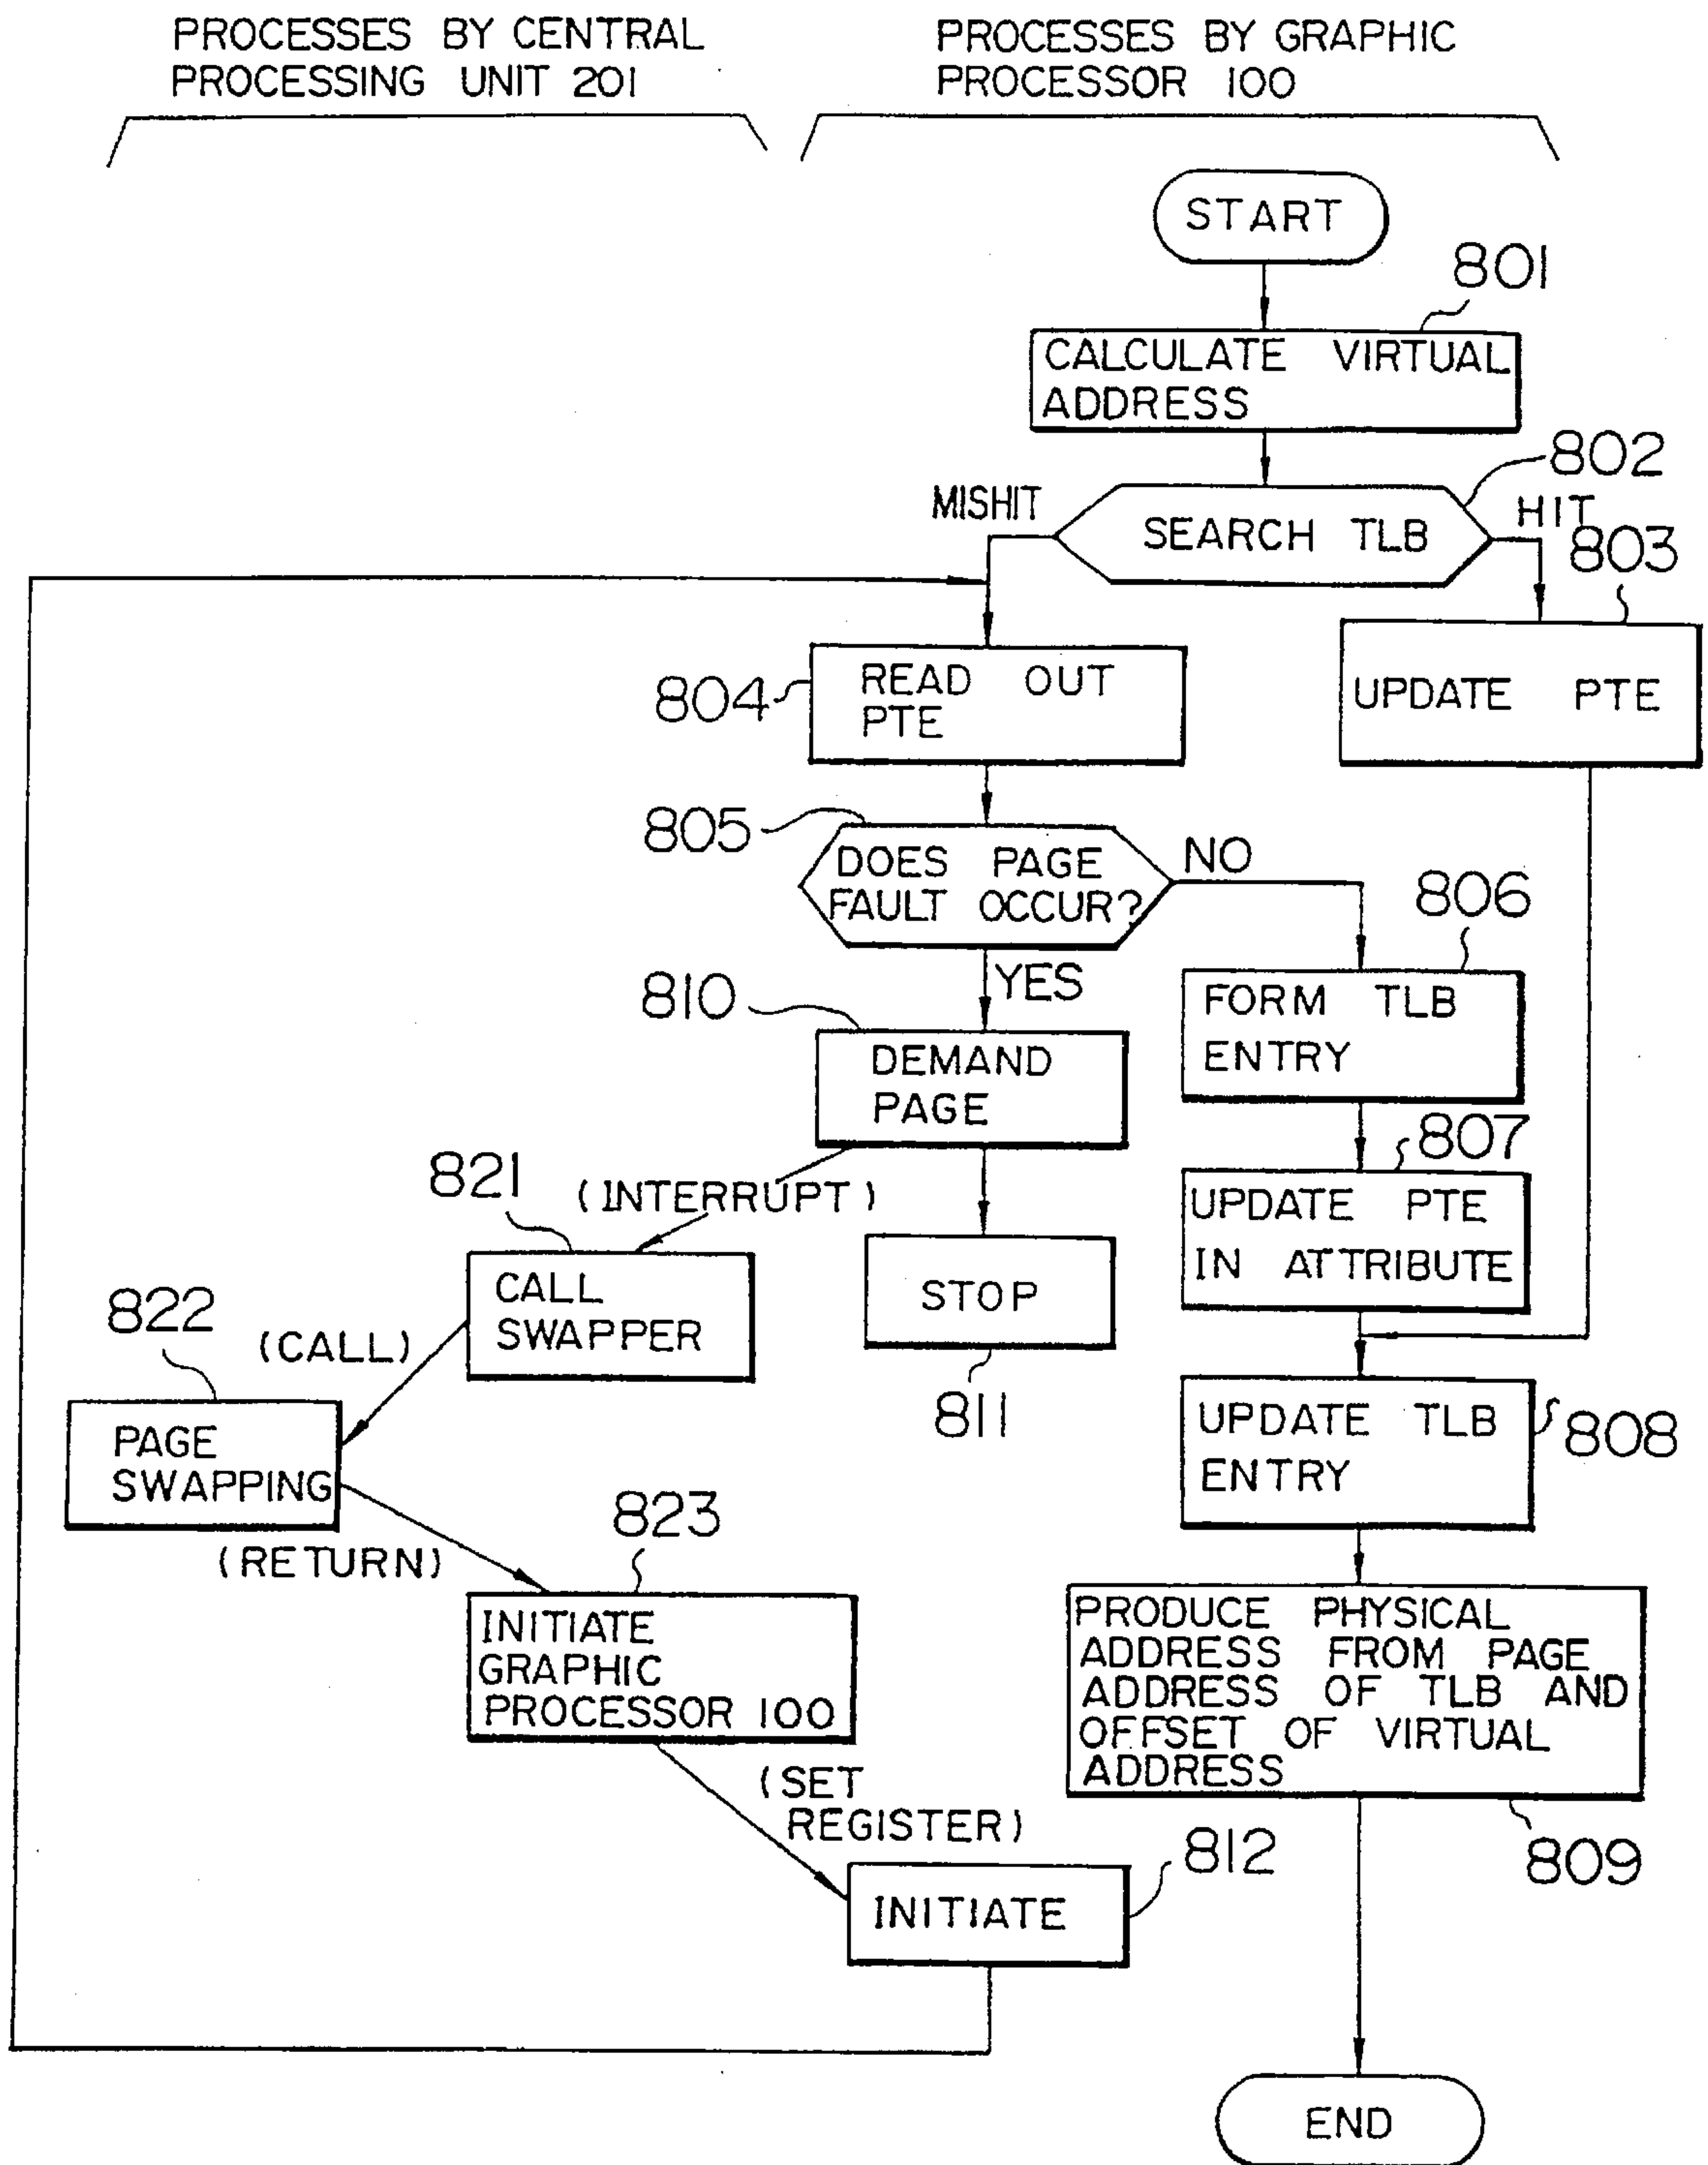 PROCESSES BY CENTRAL
PROCESSING UNIT 201
PROCESSES BY GRAPHIC
PROCESSOR 100
START
801
CALCULATE VIRTUAL
ADDRESS
802
MISHIT
SEARCH TLB
HIT
803
804
READ OUT
PTE
UPDATE PTE
805
DOES PAGE
FAULT OCCUR?
NO
806
YES
810
FORM TLB
ENTRY
DEMAND
PAGE
807
821
(INTERRUPT)
UPDATE PTE
IN ATTRIBUTE
CALL
SWAPPER
STOP
822
(CALL)
811
PAGE
SWAPPING
UPDATE TLB
ENTRY
808
823
(RETURN)
INITIATE
GRAPHIC
PROCESSOR 100
PRODUCE PHYSICAL
ADDRESS FROM PAGE
ADDRESS OF TLB AND
OFFSET OF VIRTUAL
ADDRESS
(SET
REGISTER)
809
812
INITIATE
END